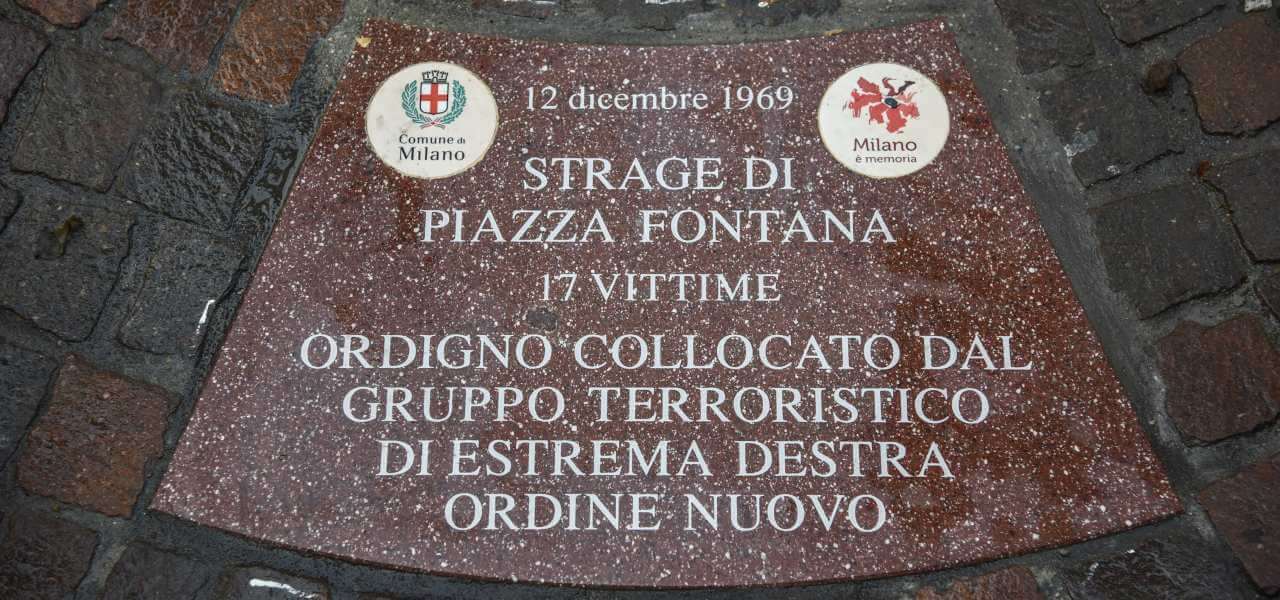 Comune di
Milano
12 dicembre 1969
Milano
è memoria
STRAGE DI
PIAZZA FONTANA
17 VITTIME
ORDIGNO COLLOCATO DAL
GRUPPO TERRORISTICO
DI ESTREMA DESTRA
ORDINE NUOVO